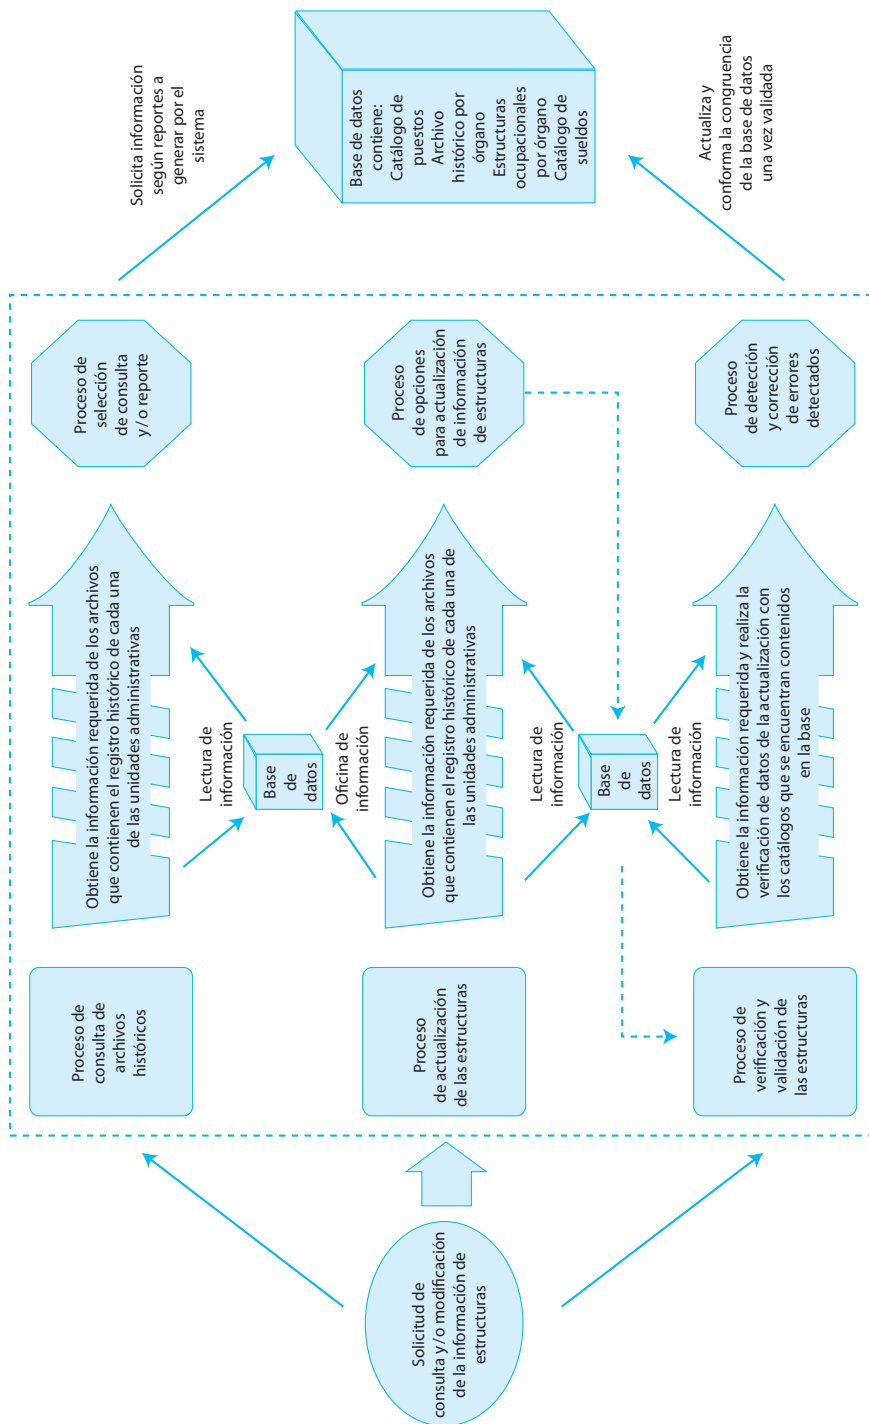 Solicitud de
consulta y/o modificación
de la información de
estructuras
Proceso de
consulta de
archivos
históricos
Proceso
de actualización
de las estructuras
Proceso de
verificación y
validación de
las estructuras
Obtiene la información requerida de los archivos
que contienen el registro histórico de cada una
de las unidades administrativas
Lectura de
información
Base
de
datos
Oficina de
información
Obtiene la información requerida de los archivos
que contienen el registro histórico de cada una de
las unidades administrativas
Lectura de
información
Base
de
datos
Lectura de
información
Obtiene la información requerida y realiza la
verificación de datos de la actualización con
los catálogos que se encuentran contenidos
en la base
Proceso de
selección
de consulta
y/o reporte
Proceso
de opciones
para actualización
de información
de estructuras
Proceso
de detección
y corrección
de errores
detectados
Solicita información
según reportes a
generar por el
sistema
Base de datos
contiene:
Catálogo de
puestos
Archivo
histórico por
órgano
Estructuras
ocupacionales
por órgano
Catálogo de
sueldos
Actualiza y
conforma la congruencia
de la base de datos
una vez validada